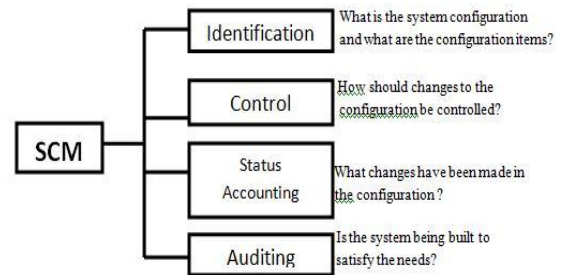 What is the system configuration
Identification
and what are the configuration items?
How should changes to the
Control
configuration be controlled?
SCM
Status
Accounting
What changes have been made in
the configuration ?
Is the system being built to
Auditing
satisfy the needs?